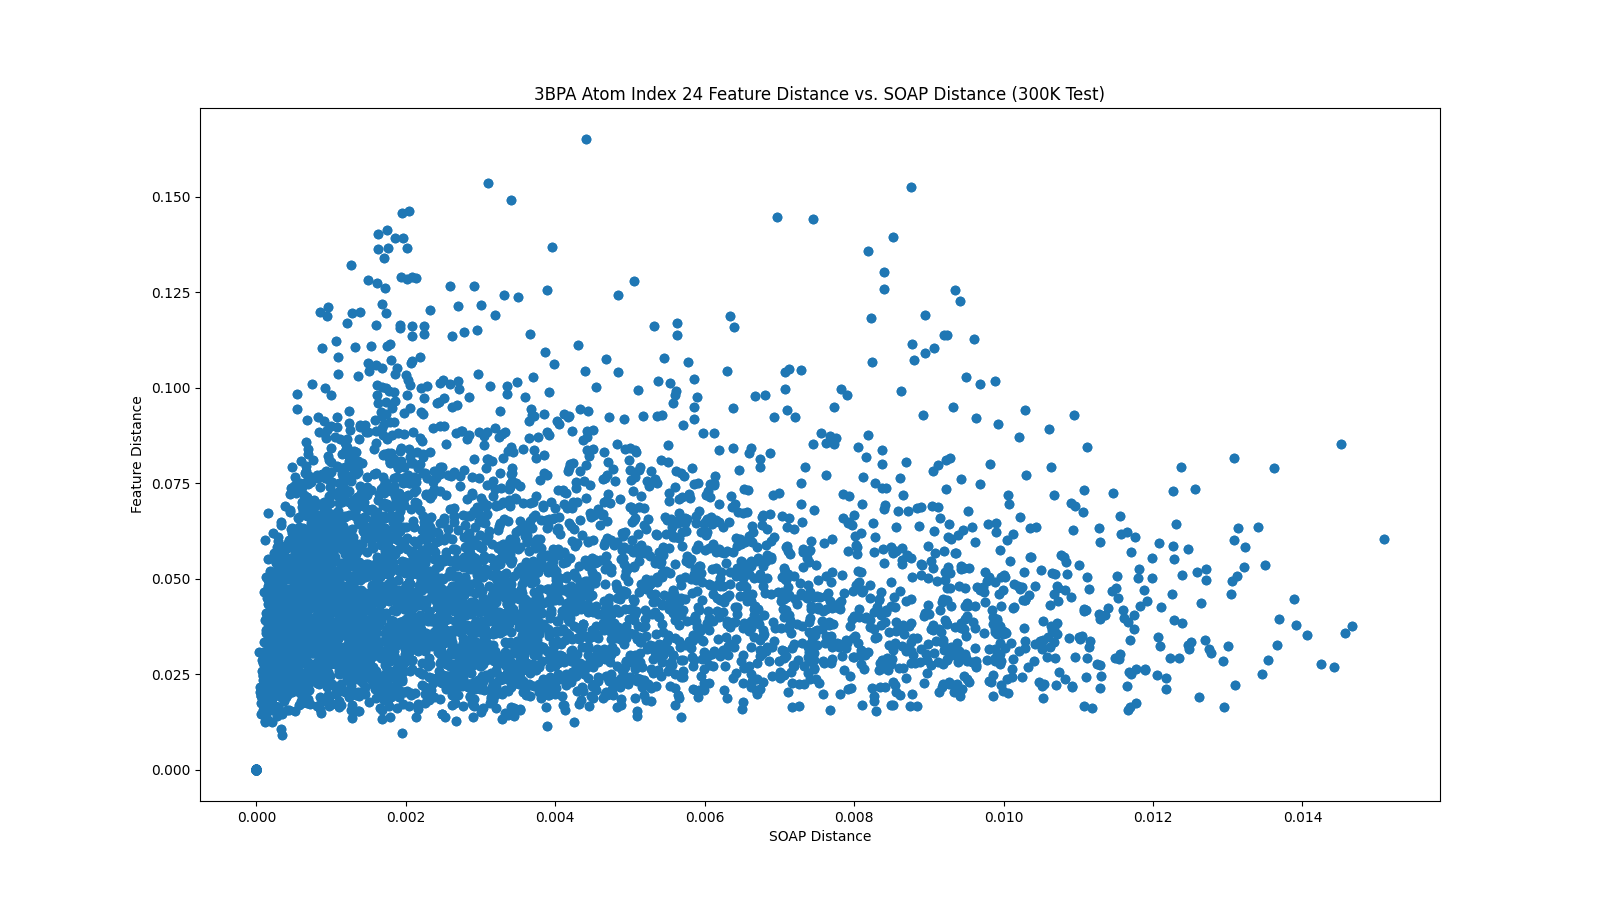 3BPA Atom Index 24 Feature Distance vs. SOAP Distance (300K Test)
Feature Distance
0.150
0.125
0.100
0.075
0.050
0.025
0.000
0.000 0.002 0.004 0.006 0.008 0.010 0.012 0.014
SOAP Distance